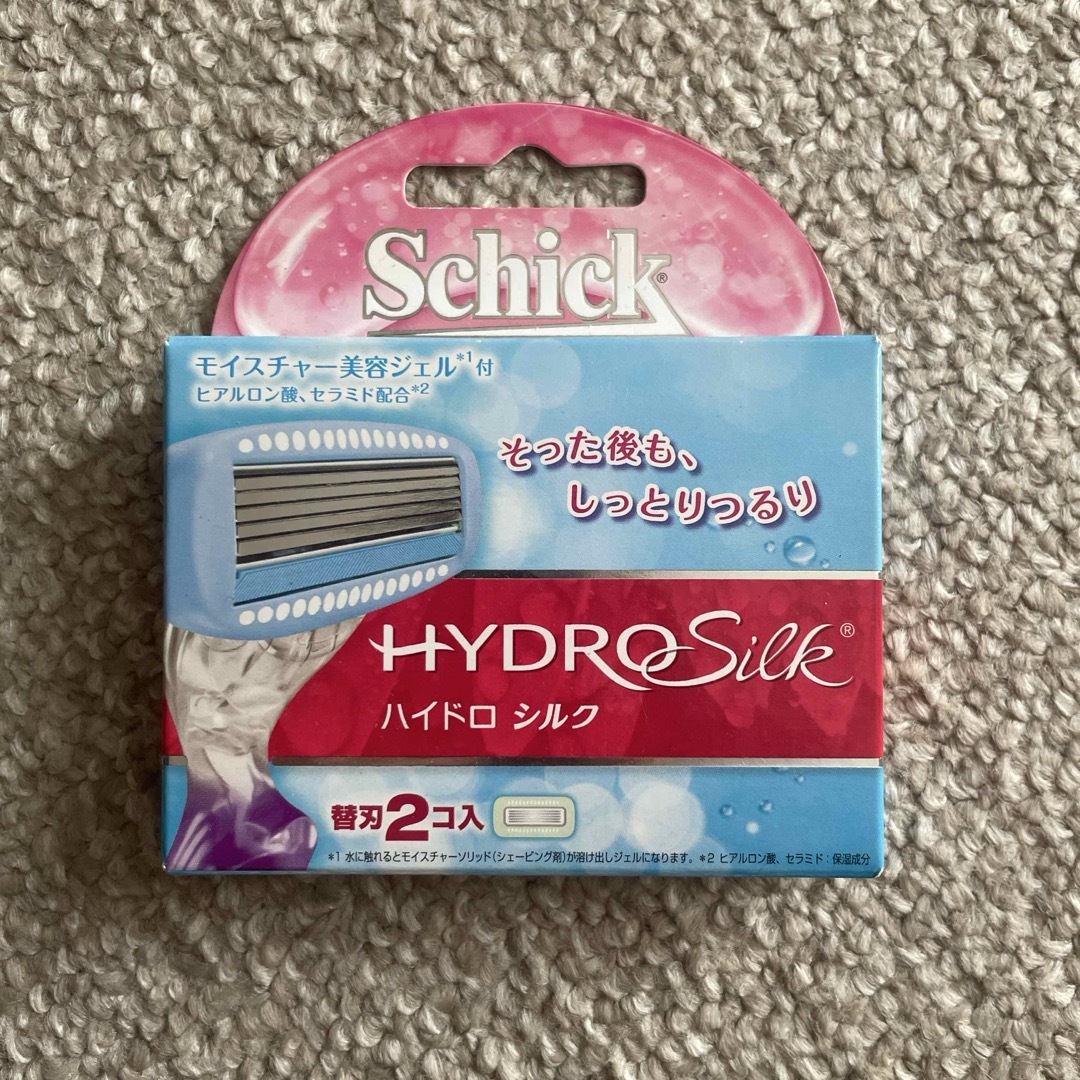 Schick®
モイスチャー美容ジェル*1付
ヒアルロン酸、セラミド配合*2
そった後も、
しっとりつるり
HYDRO Silk®
ハイドロ シルク
替刃2コ入
*1 水に触れるとモイスチャーソリッド(シェービング剤)が溶け出しジェルになります。*2 ヒアルロン酸、セラミド:保湿成分